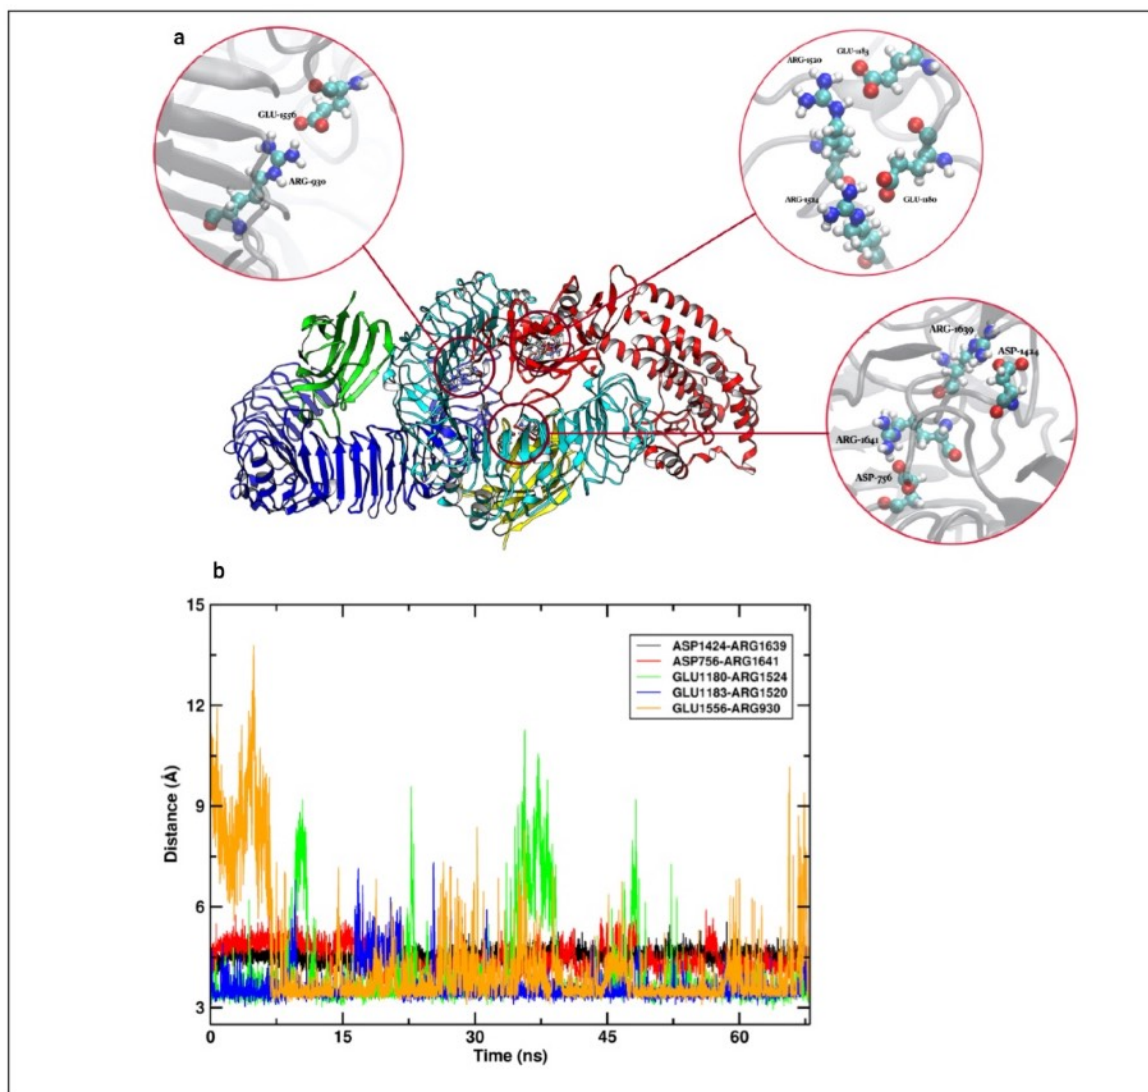 a
GLU-1556
ARG-930
ARG-1520
GLU-1183
ARG-1524
GLU-1180
ARG-1639
ASP-1424
ARG-1641
ASP-756
b
15
12
9
6
3
Distance (Å)
ASP1424-ARG1639
ASP756-ARG1641
GLU1180-ARG1524
GLU1183-ARG1520
GLU1556-ARG930
0 15 30 45 60
Time (ns)